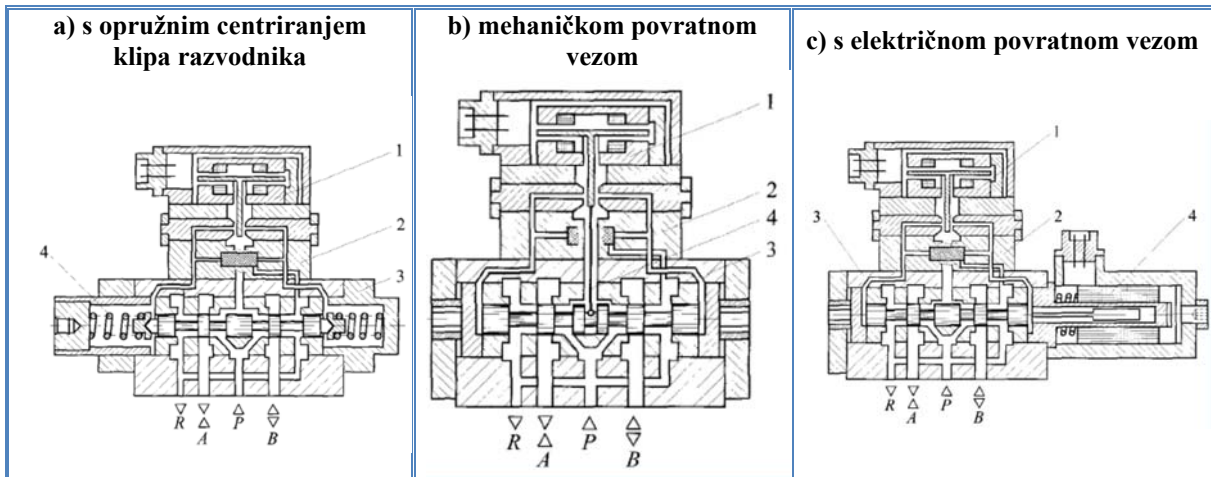 a) s opružnim centriranjem
klipa razvodnika
1
2
4
3
R
A
P
B
b) mehaničkom povratnom
vezom
1
2
4
3
R
A
P
B
c) s električnom povratnom vezom
1
3
2
4
R
A
P
B